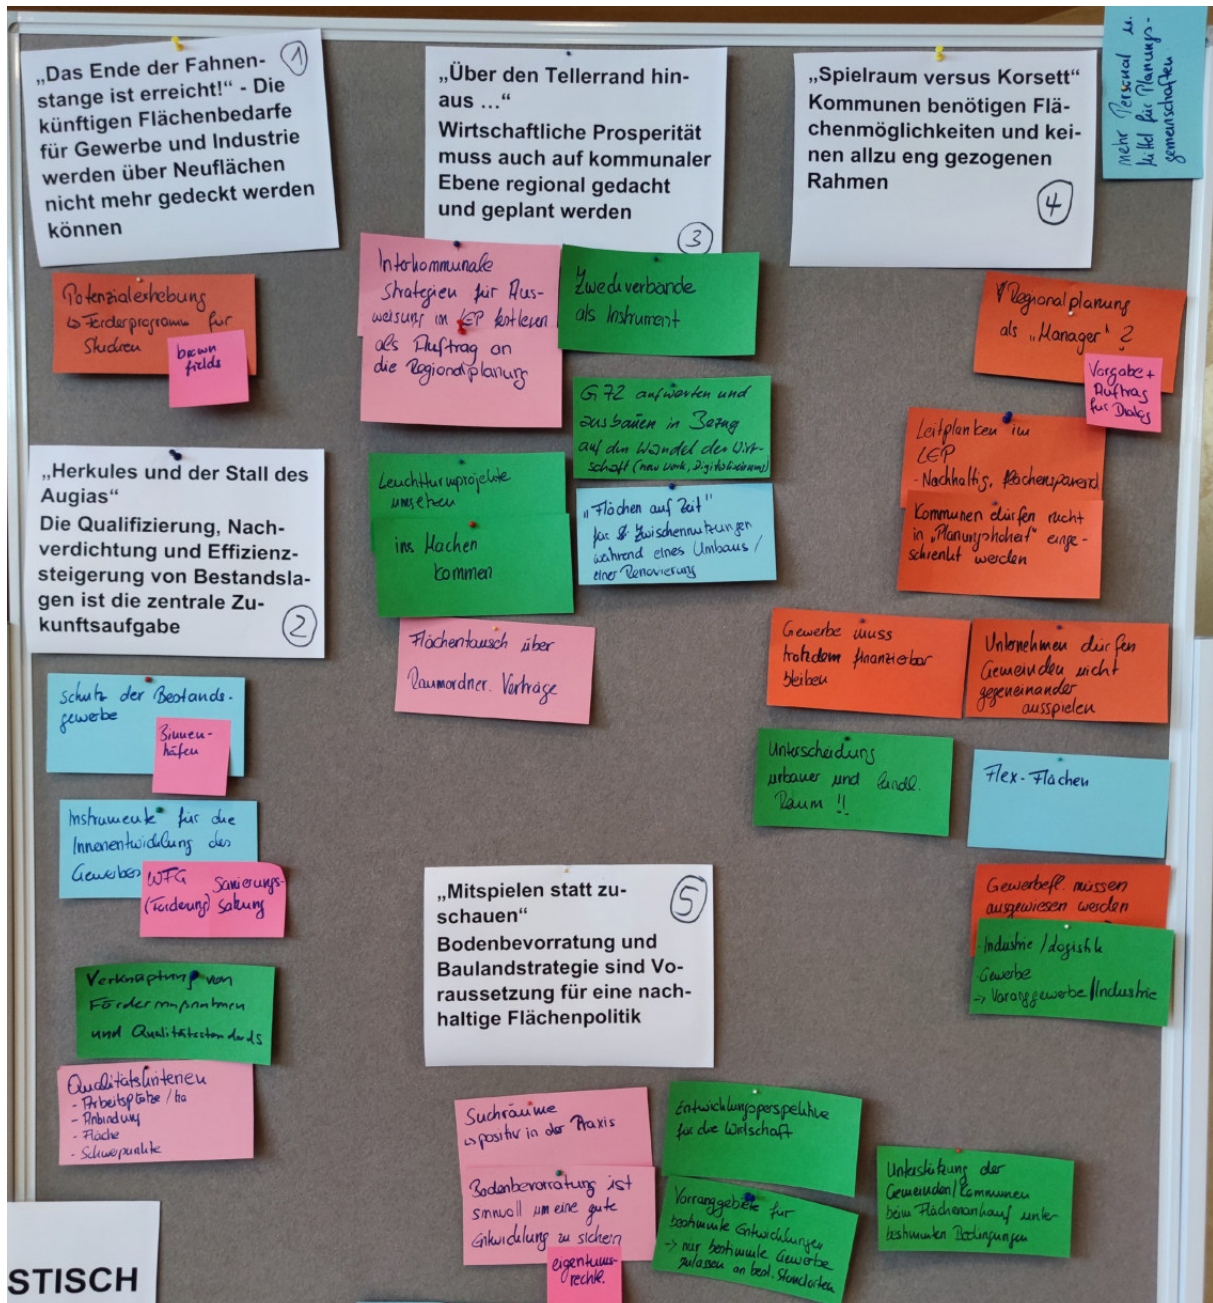 „Das Ende der Fahnen-
stange ist erreicht!“ - Die
künftigen Flächenbedarfe
für Gewerbe und Industrie
werden über Neuflächen
nicht mehr gedeckt werden
können
1
Potenzialerhebung
↳ Förderprogramm für
Studien
brown
fields
„Herkules und der Stall des
Augias“
Die Qualifizierung, Nach-
verdichtung und Effizienz-
steigerung von Bestandsla-
gen ist die zentrale Zu-
kunftsaufgabe
2
Schutz der Bestands-
gewerbe
Binnen-
häfen
Instrumente für die
Innenentwicklung des
Gewerbes
WFG Sanierungs-
(Förderung) satzung
Verknüpfung von
Fördermaßnahmen
und Qualitätsstandards
Qualitätskriterien
- Arbeitsplätze / ha
- Anbindung
- Fläche
- Schwerpunkte
STISCH
„Über den Tellerrand hin-
aus ...“
Wirtschaftliche Prosperität
muss auch auf kommunaler
Ebene regional gedacht
und geplant werden
3
Interkommunale
Strategien für Aus-
weisung im LEP festlegen
als Auftrag an
die Regionalplanung
Zweckverbände
als Instrument
G 72 aufwerten und
ausbauen in Bezug
auf den Wandel der Wirt-
schaft (new work, Digitalisierung)
Leuchtturmprojekte
umsetzen
ins Machen
kommen
„Flächen auf Zeit“
für Zwischennutzungen
während eines Umbaus /
einer Renovierung
Flächentausch über
Raumordner. Verträge
„Spielraum versus Korsett“
Kommunen benötigen Flä-
chenmöglichkeiten und kei-
nen allzu eng gezogenen
Rahmen
4
mehr Personal u.
Mittel für Planungs-
gemeinschaften
Regionalplanung
als „Manager“ ?
Vorgabe +
Auftrag
für Dialog
Leitplanken im
LEP
- Nachhaltig, flächensparend
Kommunen dürfen nicht
in „Planungshoheit“ einge-
schränkt werden
Gewerbe muss
trotzdem finanzierbar
bleiben
Unternehmen dürfen
Gemeinden nicht
gegeneinander
ausspielen
Unterscheidung
urbaner und ländl.
Raum !!
Flex-Flächen
Gewerbefl. müssen
ausgewiesen werden
- Industrie / Logistik
- Gewerbe
→ Voranggewerbe/Industrie
„Mitspielen statt zu-
schauen“
Bodenbevorratung und
Baulandstrategie sind Vo-
raussetzung für eine nach-
haltige Flächenpolitik
5
Suchräume
↳ positiv in der Praxis
Bodenbevorratung ist
sinnvoll um eine gute
Entwicklung zu sichern
eigentums-
rechtl.
Entwicklungsperspektive
für die Wirtschaft
Vorranggebiete für
bestimmte Entwicklungen
→ nur bestimmte Gewerbe
zulassen an best. Standorten
Unterstützung der
Gemeinden/Kommunen
beim Flächenankauf unter
bestimmten Bedingungen